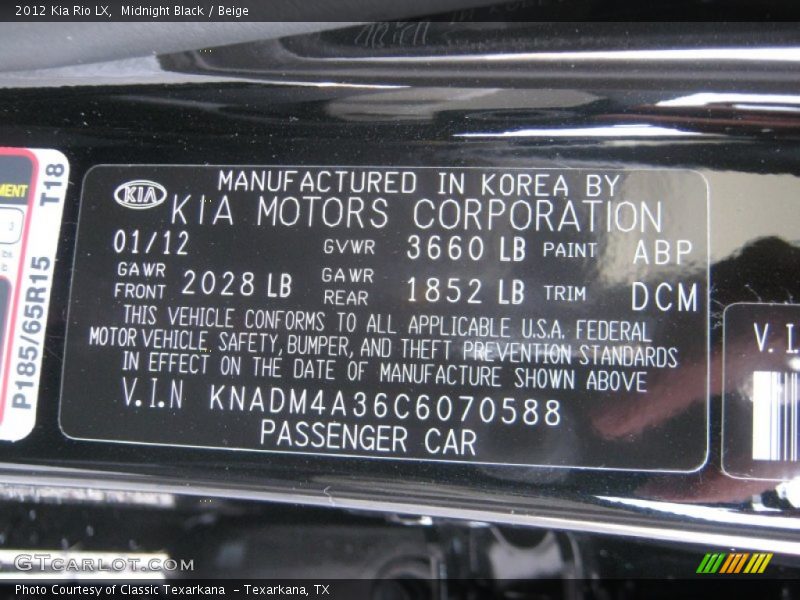 2012 Kia Rio LX, Midnight Black / Beige
MENT
T18
P185/65R15
KIA
MANUFACTURED IN KOREA BY
KIA MOTORS CORPORATION
01/12 GVWR 3660 LB PAINT ABP
GAWR FRONT 2028 LB GAWR REAR 1852 LB TRIM DCM
THIS VEHICLE CONFORMS TO ALL APPLICABLE U.S.A. FEDERAL
MOTOR VEHICLE, SAFETY, BUMPER, AND THEFT PREVENTION STANDARDS
IN EFFECT ON THE DATE OF MANUFACTURE SHOWN ABOVE
V.I.N KNADM4A36C6070588
PASSENGER CAR
V.I
GTCarLot.com
Photo Courtesy of Classic Texarkana - Texarkana, TX